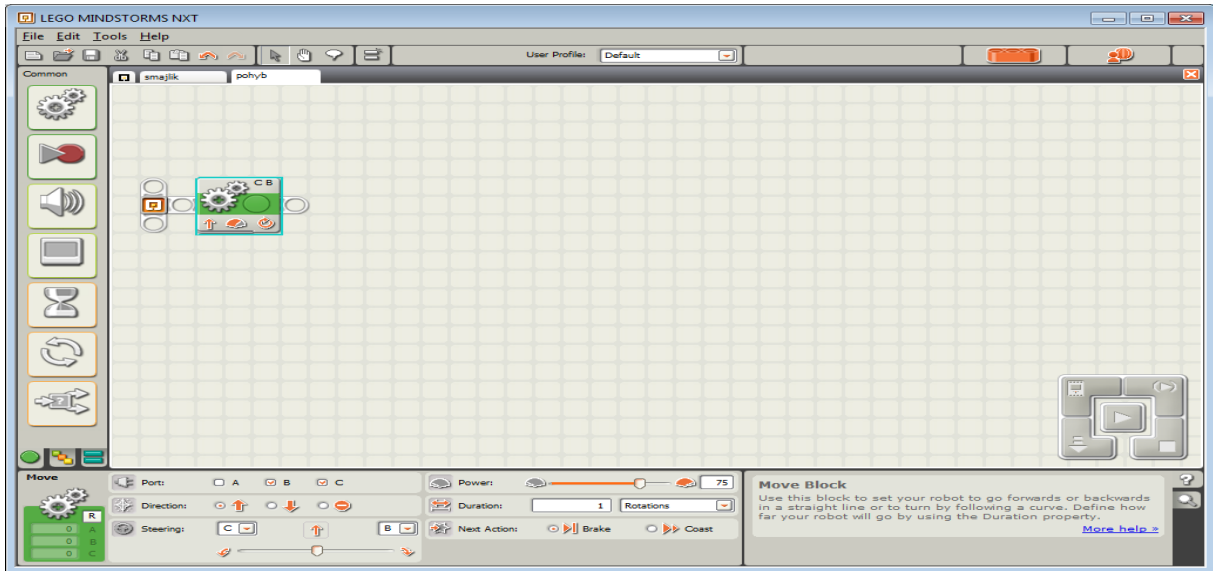 LEGO MINDSTORMS NXT
File Edit Tools Help
User Profile: Default
Common
smajlik pohyb
C B
Move
R
0 A
0 B
0 C
Port: A B C
Direction:
Steering: C B
Power: 75
Duration: 1 Rotations
Next Action: Brake Coast
Move Block
Use this block to set your robot to go forwards or backwards
in a straight line or to turn by following a curve. Define how
far your robot will go by using the Duration property.
More help »